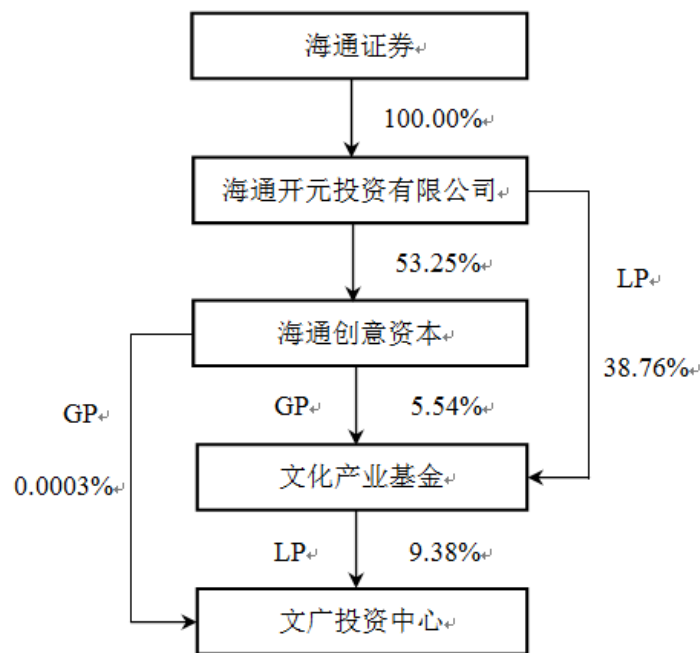 海通证券
100.00%
海通开元投资有限公司
53.25%
LP
海通创意资本
38.76%
GP
GP
5.54%
0.0003%
文化产业基金
LP
9.38%
文广投资中心